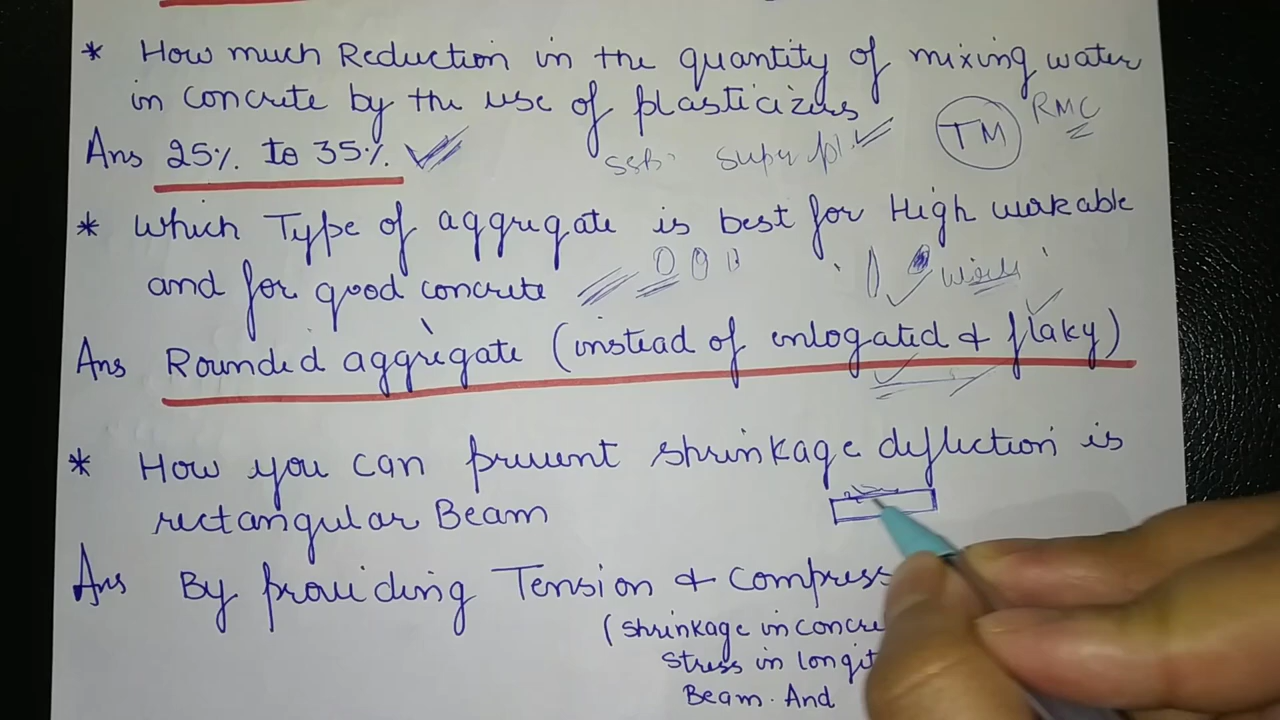 * How much Reduction in the quantity of mixing water
in concrete by the use of plasticizers
TM RMC
Ans 25%. to 35%.
super pl.
* Which Type of aggregate is best for High workable
and for good concrete
Ans Rounded aggregate (instead of enlogated & flaky)
* How you can prevent shrinkage deflection is
rectangular Beam
Ans By providing Tension & Compress
(shrinkage in concre
stress in longit
Beam. And